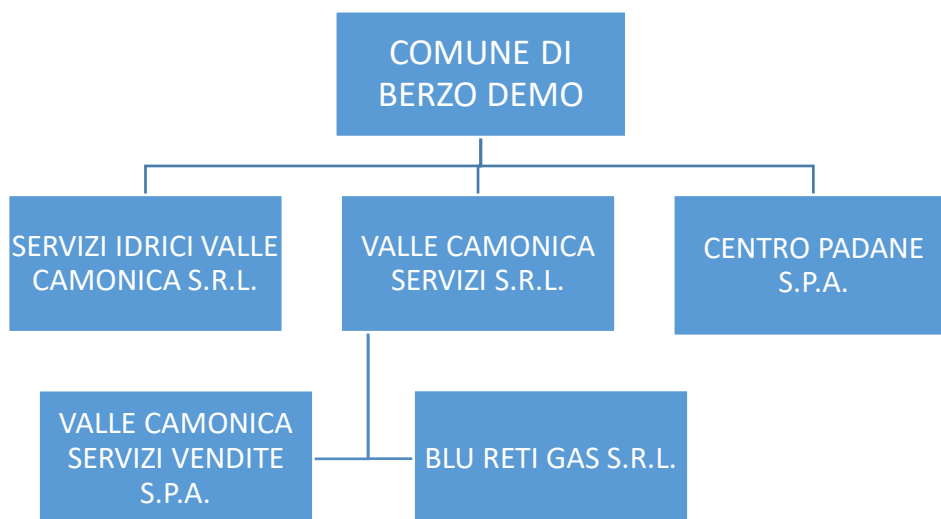 COMUNE DI
BERZO DEMO
SERVIZI IDRICI VALLE
CAMONICA S.R.L.
VALLE CAMONICA
SERVIZI S.R.L.
CENTRO PADANE
S.P.A.
VALLE CAMONICA
SERVIZI VENDITE
S.P.A.
BLU RETI GAS S.R.L.